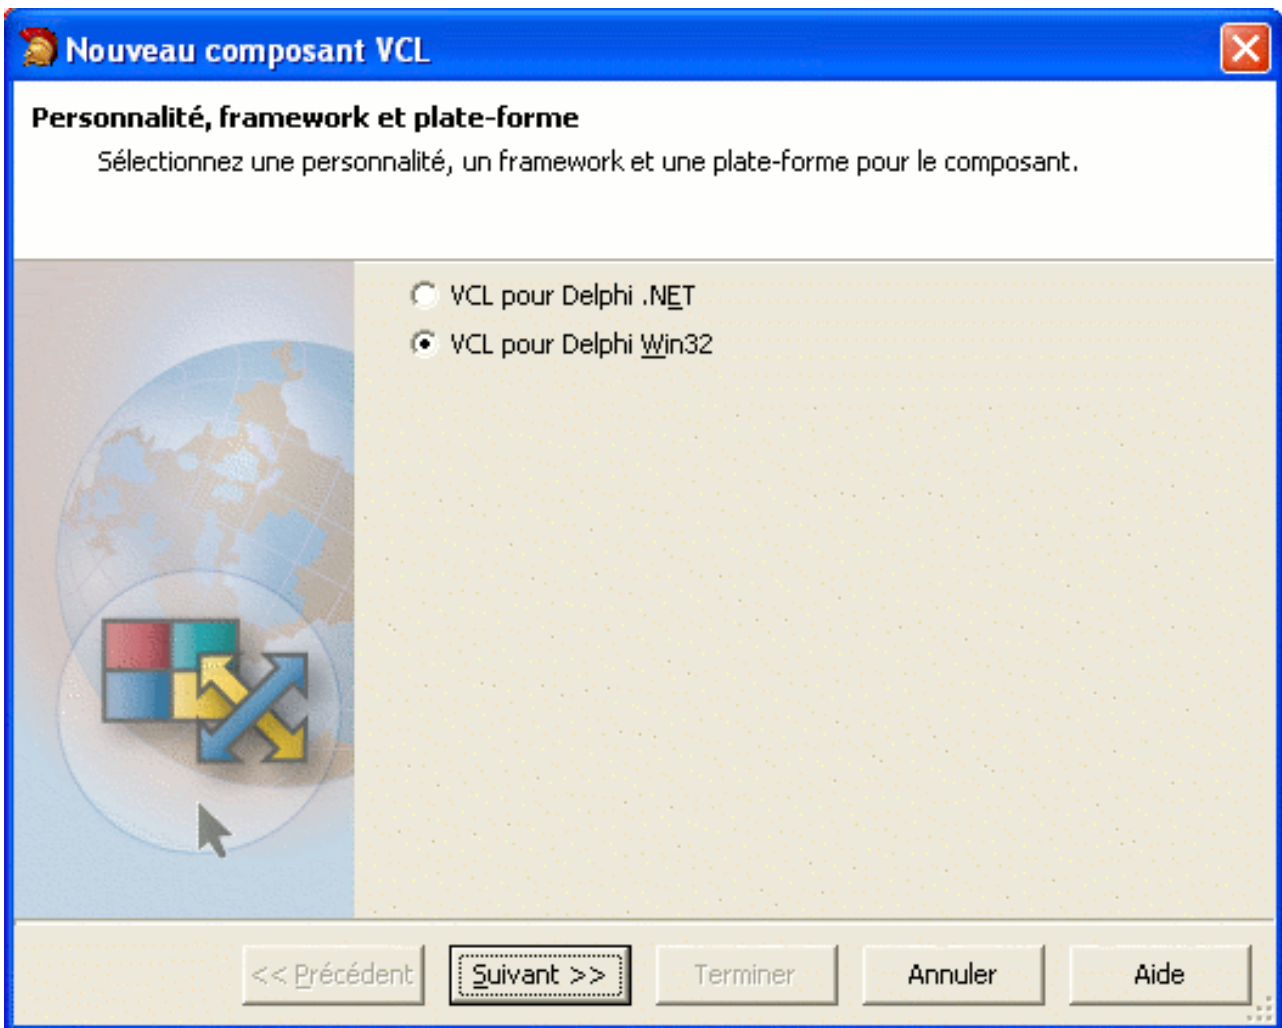 Nouveau composant VCL
Personnalité, framework et plate-forme
Sélectionnez une personnalité, un framework et une plate-forme pour le composant.
VCL pour Delphi .NET
VCL pour Delphi Win32
<< Précédent
Suivant >>
Terminer
Annuler
Aide